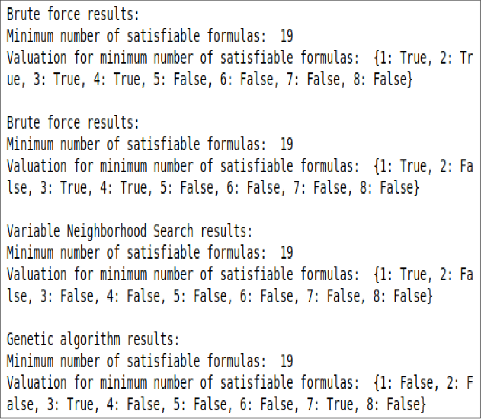 Brute force results:
Minimum number of satisfiable formulas:  19
Valuation for minimum number of satisfiable formulas:  {1: True, 2: Tr
ue, 3: True, 4: True, 5: False, 6: False, 7: False, 8: False}

Brute force results:
Minimum number of satisfiable formulas:  19
Valuation for minimum number of satisfiable formulas:  {1: True, 2: Fa
lse, 3: True, 4: True, 5: False, 6: False, 7: False, 8: False}

Variable Neighborhood Search results:
Minimum number of satisfiable formulas:  19
Valuation for minimum number of satisfiable formulas:  {1: True, 2: Fa
lse, 3: False, 4: False, 5: False, 6: False, 7: False, 8: False}

Genetic algorithm results:
Minimum number of satisfiable formulas:  19
Valuation for minimum number of satisfiable formulas:  {1: False, 2: F
alse, 3: True, 4: False, 5: False, 6: False, 7: True, 8: False}